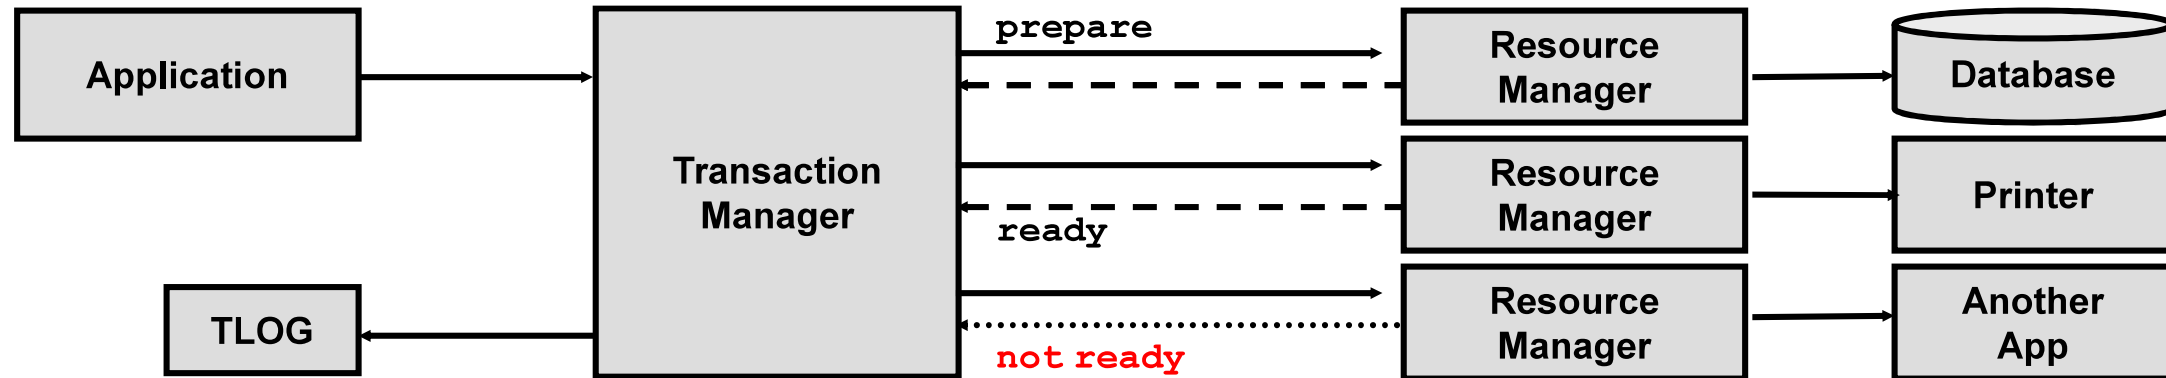 Application
TLOG
Transaction
Manager
prepare
ready
not ready
Resource
Manager
Database
Resource
Manager
Printer
Resource
Manager
Another
App